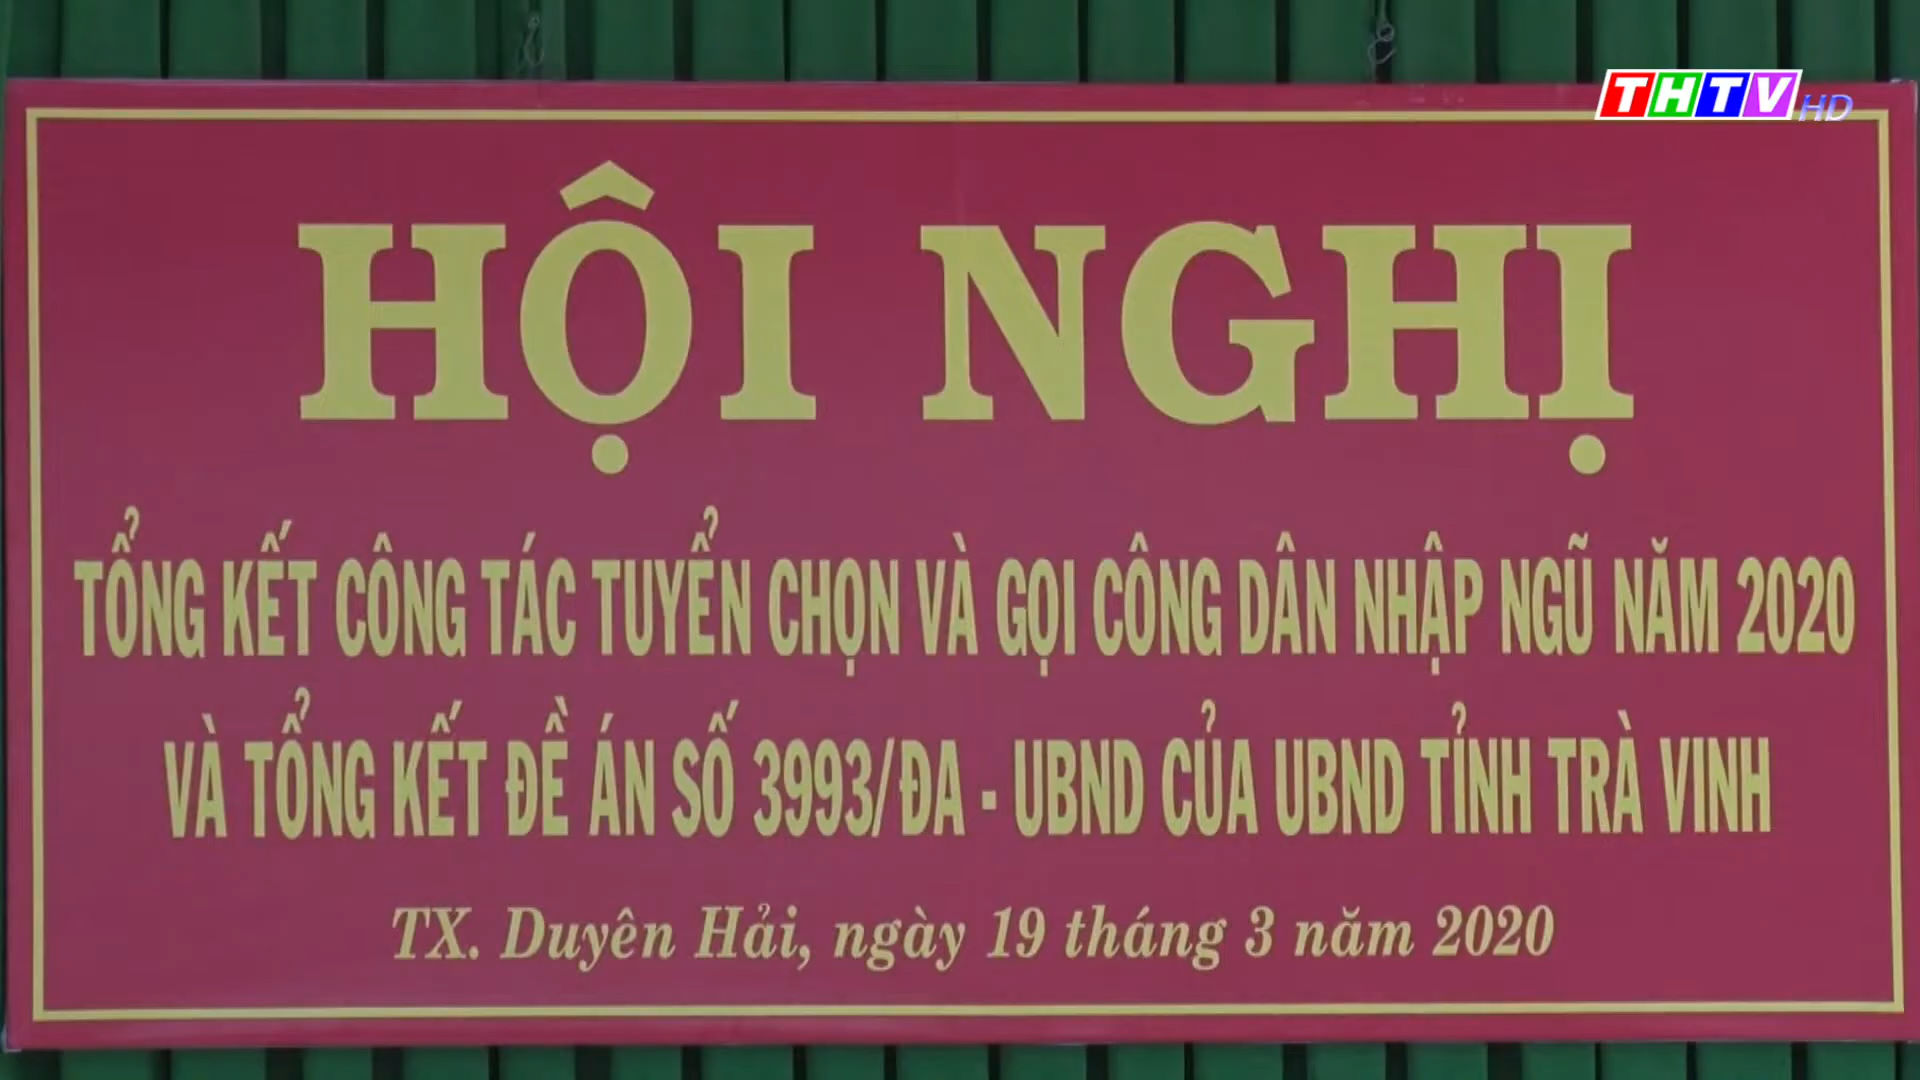 THTV HD
HỘI NGHỊ
TỔNG KẾT CÔNG TÁC TUYỂN CHỌN VÀ GỌI CÔNG DÂN NHẬP NGŨ NĂM 2020
VÀ TỔNG KẾT ĐỀ ÁN SỐ 3993/ĐA - UBND CỦA UBND TỈNH TRÀ VINH
TX. Duyên Hải, ngày 19 tháng 3 năm 2020